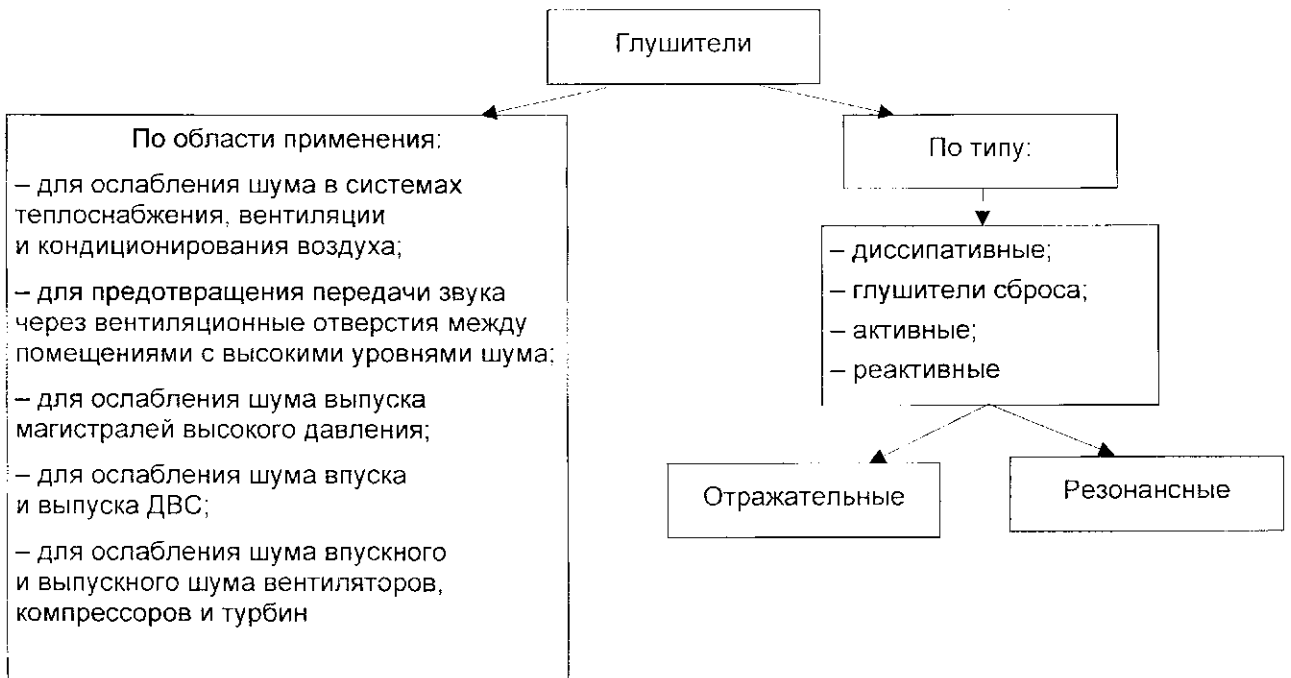 Глушители
По области применения:
– для ослабления шума в системах
теплоснабжения, вентиляции
и кондиционирования воздуха;
– для предотвращения передачи звука
через вентиляционные отверстия между
помещениями с высокими уровнями шума;
– для ослабления шума выпуска
магистралей высокого давления;
– для ослабления шума впуска
и выпуска ДВС;
– для ослабления шума впускного
и выпускного шума вентиляторов,
компрессоров и турбин
По типу:
– диссипативные;
– глушители сброса;
– активные;
– реактивные
Отражательные
Резонансные